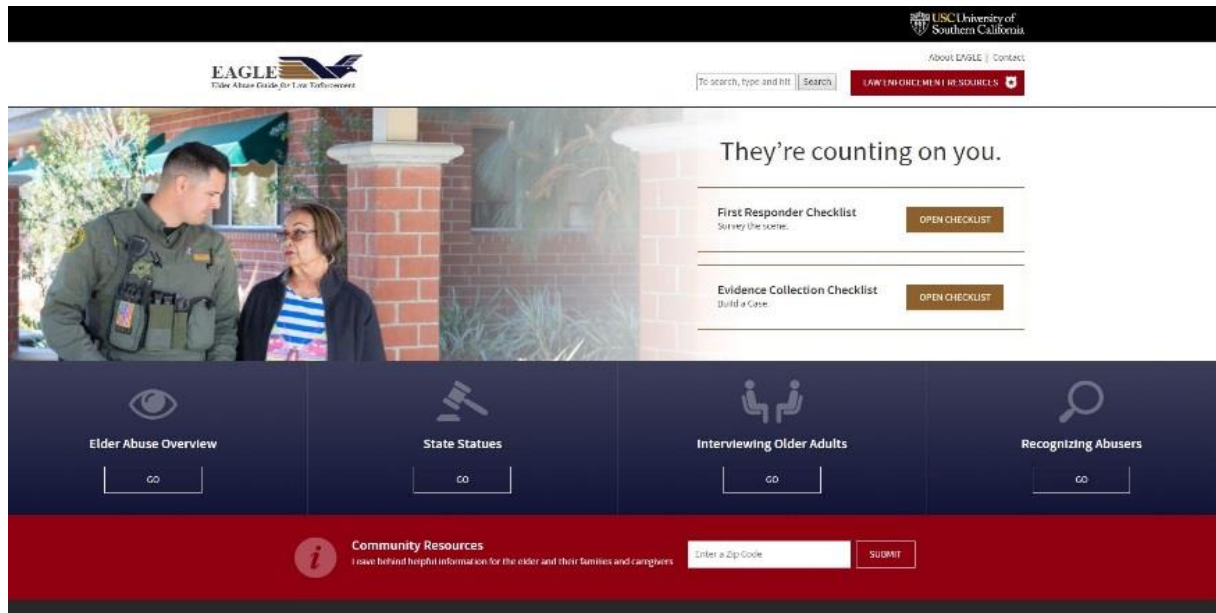 USC University of
Southern California
About EAGLE | Contact
EAGLE
Elder Abuse Guide for Law Enforcement
To search, type and hit
Search
LAW ENFORCEMENT RESOURCES
They're counting on you.
First Responder Checklist
Survey the scene.
OPEN CHECKLIST
Evidence Collection Checklist
Build a Case.
OPEN CHECKLIST
Elder Abuse Overview
State Statues
Interviewing Older Adults
Recognizing Abusers
GO
GO
GO
GO
Community Resources
Leave behind helpful information for the elder and their families and caregivers
Enter a Zip Code
SUBMIT